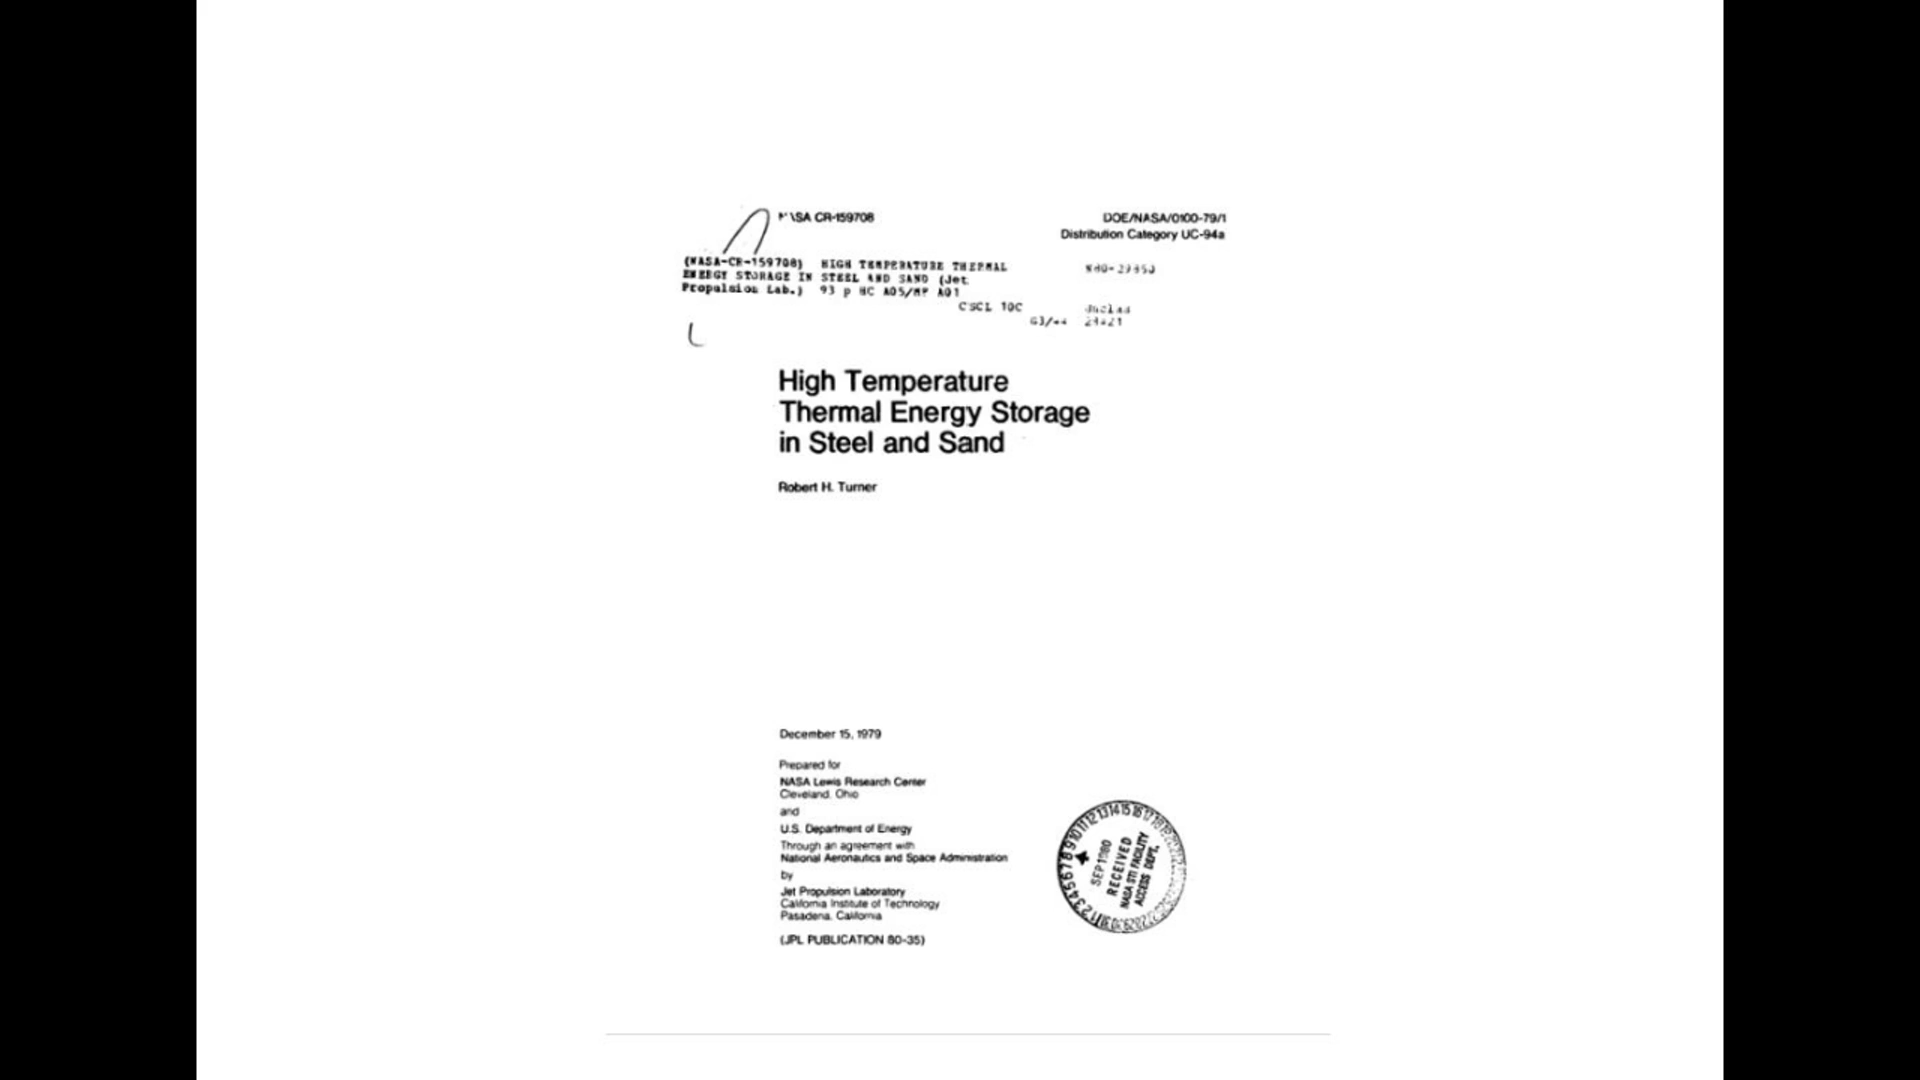 SA CR-159708
DOE/NASA/0100-79/1
Distribution Category UC-94a
(NASA-CR-159708) HIGH TEMPERATURE THERMAL
ENERGY STORAGE IN STEEL AND SAND (Jet
Propulsion Lab.) 93 p HC A05/MF A01
CSCL 10C
Unclas
G3/44
High Temperature
Thermal Energy Storage
in Steel and Sand
Robert H. Turner
December 15, 1979
Prepared for
NASA Lewis Research Center
Cleveland, Ohio
and
U.S. Department of Energy
Through an agreement with
National Aeronautics and Space Administration
by
Jet Propulsion Laboratory
California Institute of Technology
Pasadena, California
(JPL PUBLICATION 80-35)
SEP 1980
RECEIVED
NASA STI FACILITY
ACCESS DEPT.